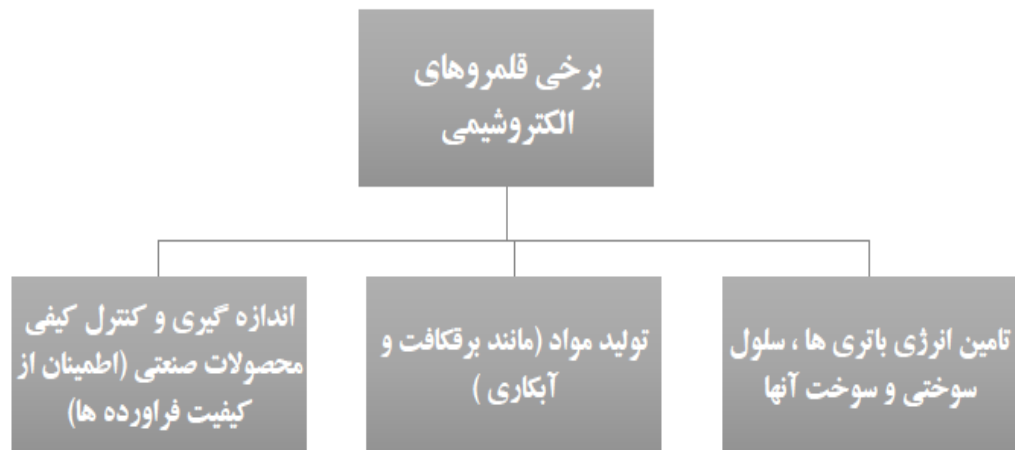 برخی قلمروهای
الکتروشیمی
تامین انرژی باتری ها ، سلول
سوختی و سوخت آنها
تولید مواد (مانند برقکافت و
آبکاری )
اندازه گیری و کنترل کیفی
محصولات صنعتی (اطمینان از
کیفیت فراورده ها)